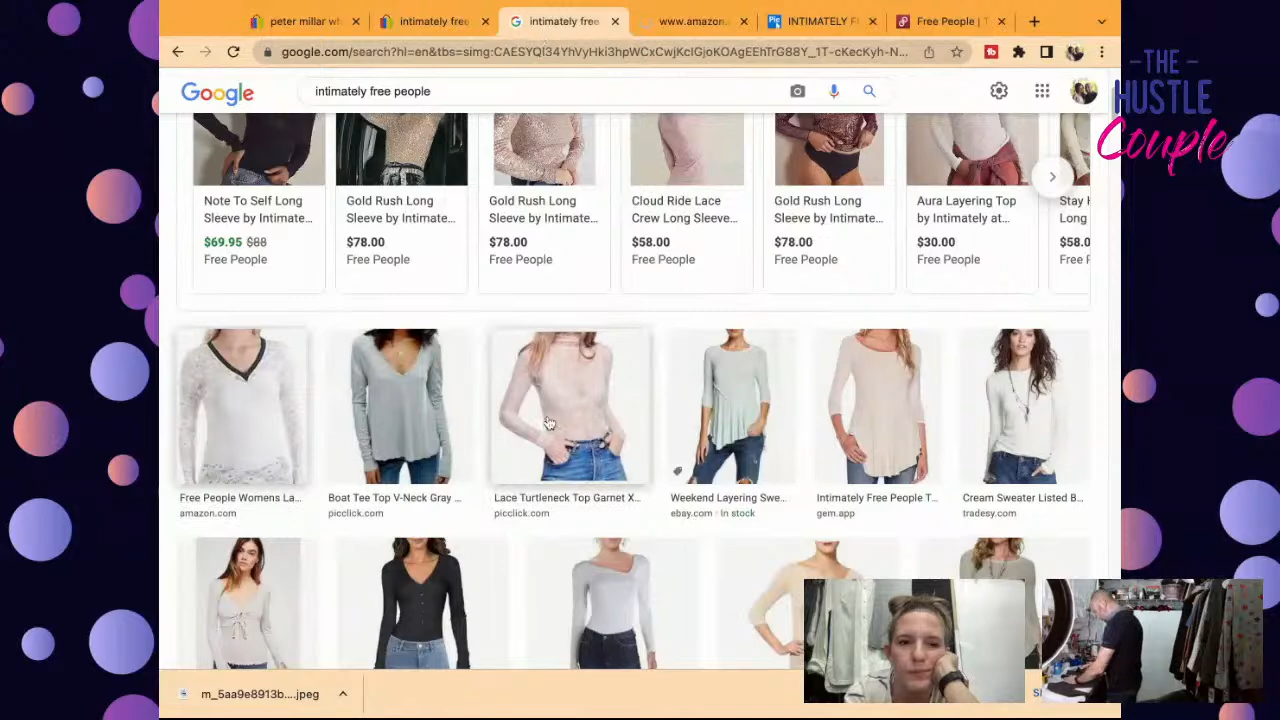 peter millar wh
intimately free
intimately free
www.amazon.
INTIMATELY F
Free People | T
google.com/search?hl=en&tbs=simg:CAESYQl34YhVyHki3hpWCxCwjKcIGjoKOAgEEhTrG88Y_1T-cKecKyh-N...
-THE-
HUSTLE
Couple
Google
intimately free people
Note To Self Long
Sleeve by Intimate...
$69.95 $88
Free People
Gold Rush Long
Sleeve by Intimate...
$78.00
Free People
Gold Rush Long
Sleeve by Intimate...
$78.00
Free People
Cloud Ride Lace
Crew Long Sleeve...
$58.00
Free People
Gold Rush Long
Sleeve by Intimate...
$78.00
Free People
Aura Layering Top
by Intimately at...
$30.00
Free People
Stay H
Long
$58.0
Free P
Free People Womens La...
amazon.com
Boat Tee Top V-Neck Gray ...
picclick.com
Lace Turtleneck Top Garnet X...
picclick.com
Weekend Layering Swe...
ebay.com · In stock
Intimately Free People T...
gem.app
Cream Sweater Listed B...
tradesy.com
m_5aa9e8913b....jpeg